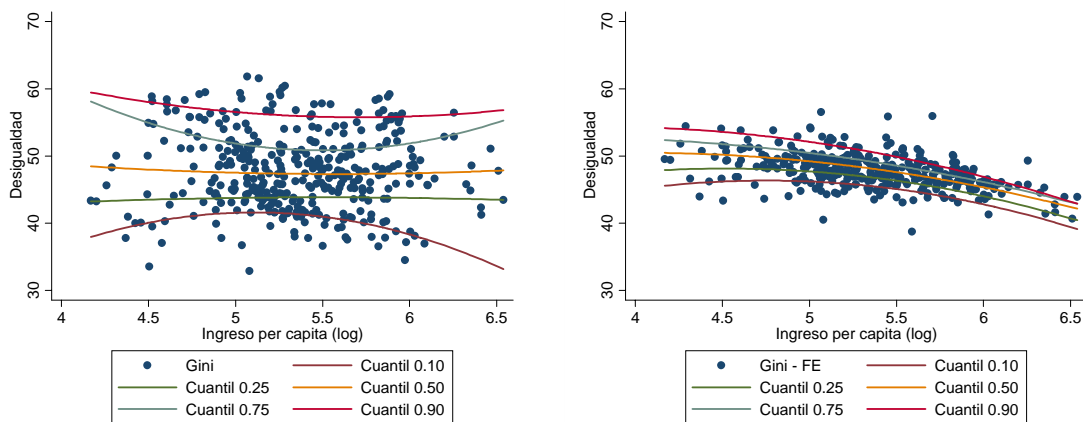 70
60
50
40
30
Desigualdad
4
4.5
5
5.5
6
6.5
Ingreso per capita (log)
Gini
Cuantil 0.10
Cuantil 0.25
Cuantil 0.50
Cuantil 0.75
Cuantil 0.90
70
60
50
40
30
Desigualdad
4
4.5
5
5.5
6
6.5
Ingreso per capita (log)
Gini - FE
Cuantil 0.10
Cuantil 0.25
Cuantil 0.50
Cuantil 0.75
Cuantil 0.90